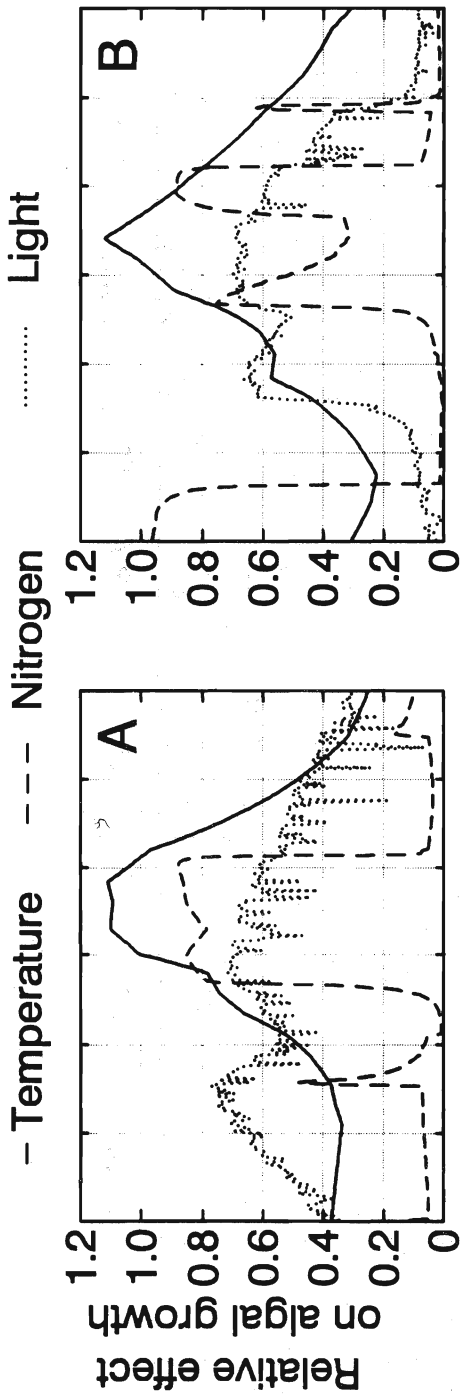 — Temperature - - - Nitrogen ........ Light
Relative effect
on algal growth
1.2
1.0
0.8
0.6
0.4
0.2
0
A
1.2
1.0
0.8
0.6
0.4
0.2
0
B